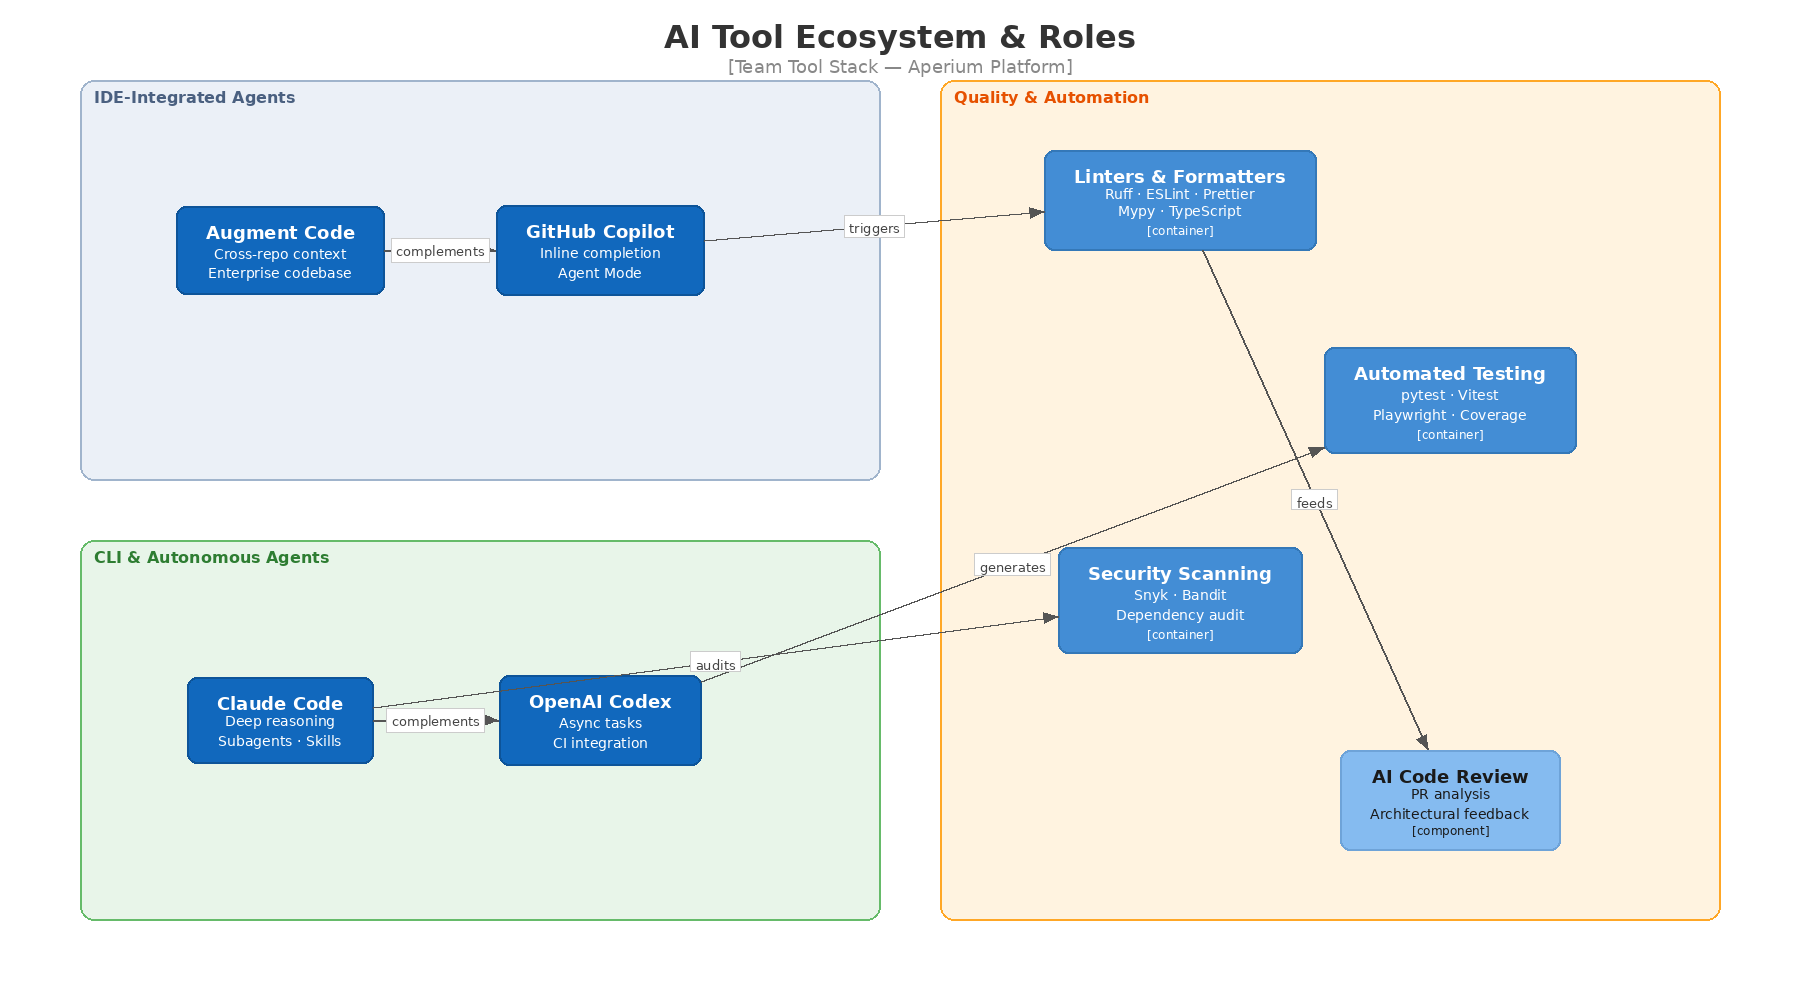 AI Tool Ecosystem & Roles
[Team Tool Stack — Aperium Platform]
IDE-Integrated Agents
Augment Code
Cross-repo context
Enterprise codebase
complements
GitHub Copilot
Inline completion
Agent Mode
triggers
Quality & Automation
Linters & Formatters
Ruff · ESLint · Prettier
Mypy · TypeScript
[container]
Automated Testing
pytest · Vitest
Playwright · Coverage
[container]
feeds
generates
Security Scanning
Snyk · Bandit
Dependency audit
[container]
CLI & Autonomous Agents
audits
Claude Code
Deep reasoning
Subagents · Skills
complements
OpenAI Codex
Async tasks
CI integration
AI Code Review
PR analysis
Architectural feedback
[component]